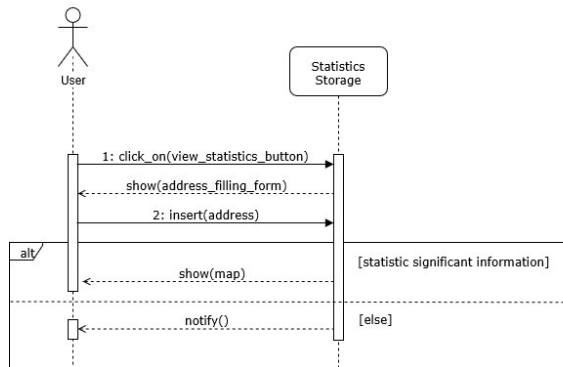 User
Statistics
Storage
1: click_on(view_statistics_button)
show(address_filling_form)
2: insert(address)
alt
[statistic significant information]
show(map)
notify()
[else]